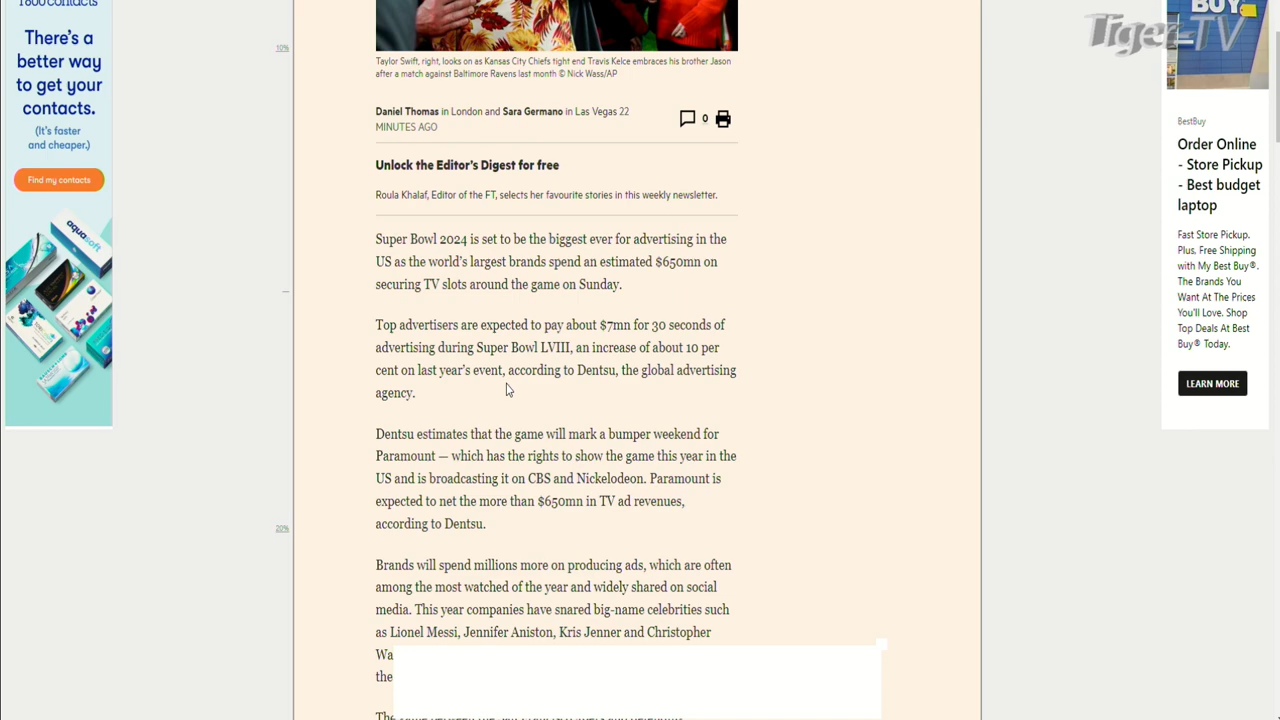 1800contacts
There's a
better way
to get your
contacts.
(It's faster
and cheaper.)
Find my contacts
aquasoft
10%
Taylor Swift, right, looks on as Kansas City Chiefs tight end Travis Kelce embraces his brother Jason
after a match against Baltimore Ravens last month © Nick Wass/AP
Daniel Thomas in London and Sara Germano in Las Vegas 22
MINUTES AGO
0
Unlock the Editor's Digest for free
Roula Khalaf, Editor of the FT, selects her favourite stories in this weekly newsletter.
Super Bowl 2024 is set to be the biggest ever for advertising in the
US as the world's largest brands spend an estimated $650mn on
securing TV slots around the game on Sunday.
Top advertisers are expected to pay about $7mn for 30 seconds of
advertising during Super Bowl LVIII, an increase of about 10 per
cent on last year's event, according to Dentsu, the global advertising
agency.
Dentsu estimates that the game will mark a bumper weekend for
Paramount — which has the rights to show the game this year in the
US and is broadcasting it on CBS and Nickelodeon. Paramount is
expected to net the more than $650mn in TV ad revenues,
according to Dentsu.
20%
Brands will spend millions more on producing ads, which are often
among the most watched of the year and widely shared on social
media. This year companies have snared big-name celebrities such
as Lionel Messi, Jennifer Aniston, Kris Jenner and Christopher
Wa
the
BUY
Tiger-TV
BestBuy
Order Online
- Store Pickup
- Best budget
laptop
Fast Store Pickup.
Plus, Free Shipping
with My Best Buy®.
The Brands You
Want At The Prices
You'll Love. Shop
Top Deals At Best
Buy® Today.
LEARN MORE